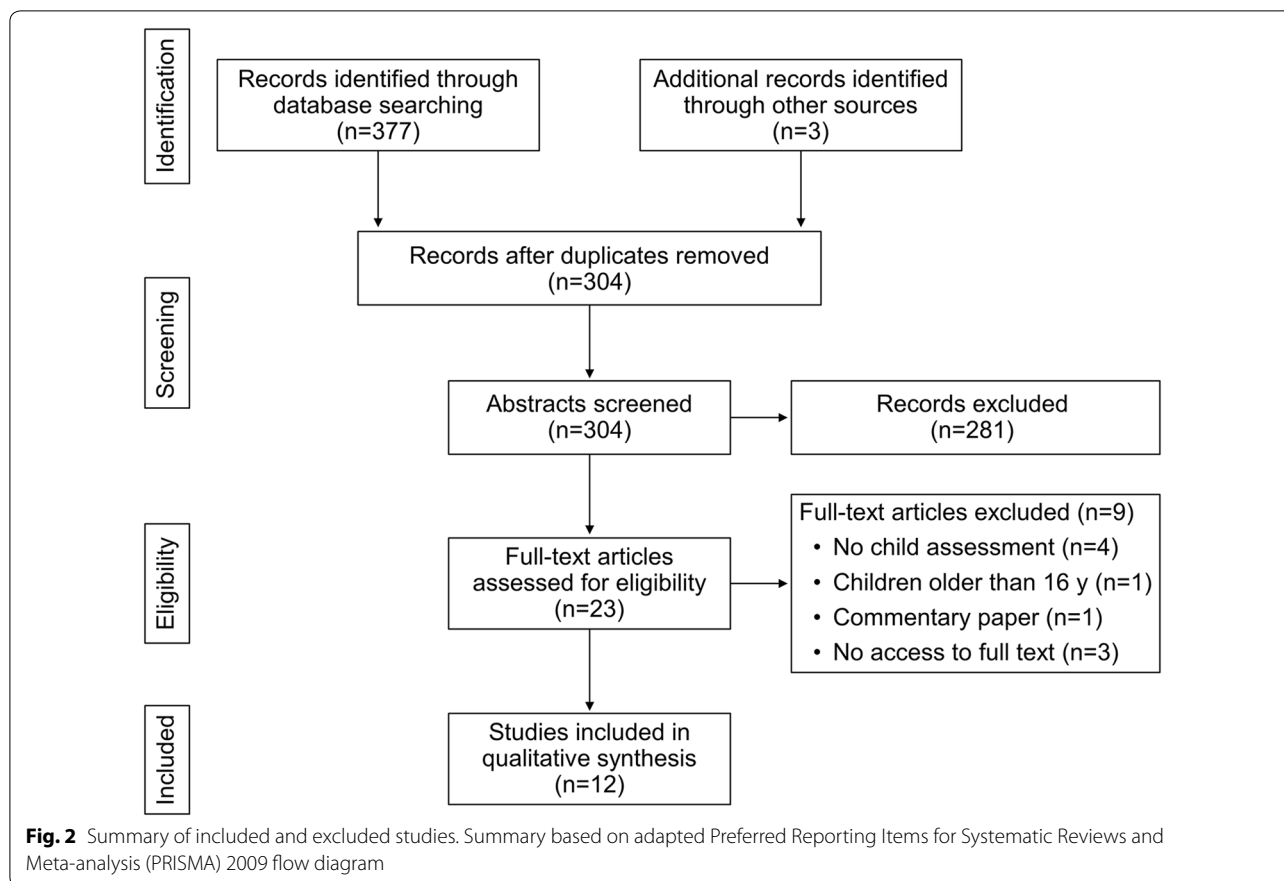 Identification
Records identified through
database searching
(n=377)
Additional records identified
through other sources
(n=3)
Records after duplicates removed
(n=304)
Screening
Abstracts screened
(n=304)
Records excluded
(n=281)
Eligibility
Full-text articles
assessed for eligibility
(n=23)
Full-text articles excluded (n=9)
• No child assessment (n=4)
• Children older than 16 y (n=1)
• Commentary paper (n=1)
• No access to full text (n=3)
Included
Studies included in
qualitative synthesis
(n=12)
Fig. 2 Summary of included and excluded studies. Summary based on adapted Preferred Reporting Items for Systematic Reviews and
Meta-analysis (PRISMA) 2009 flow diagram